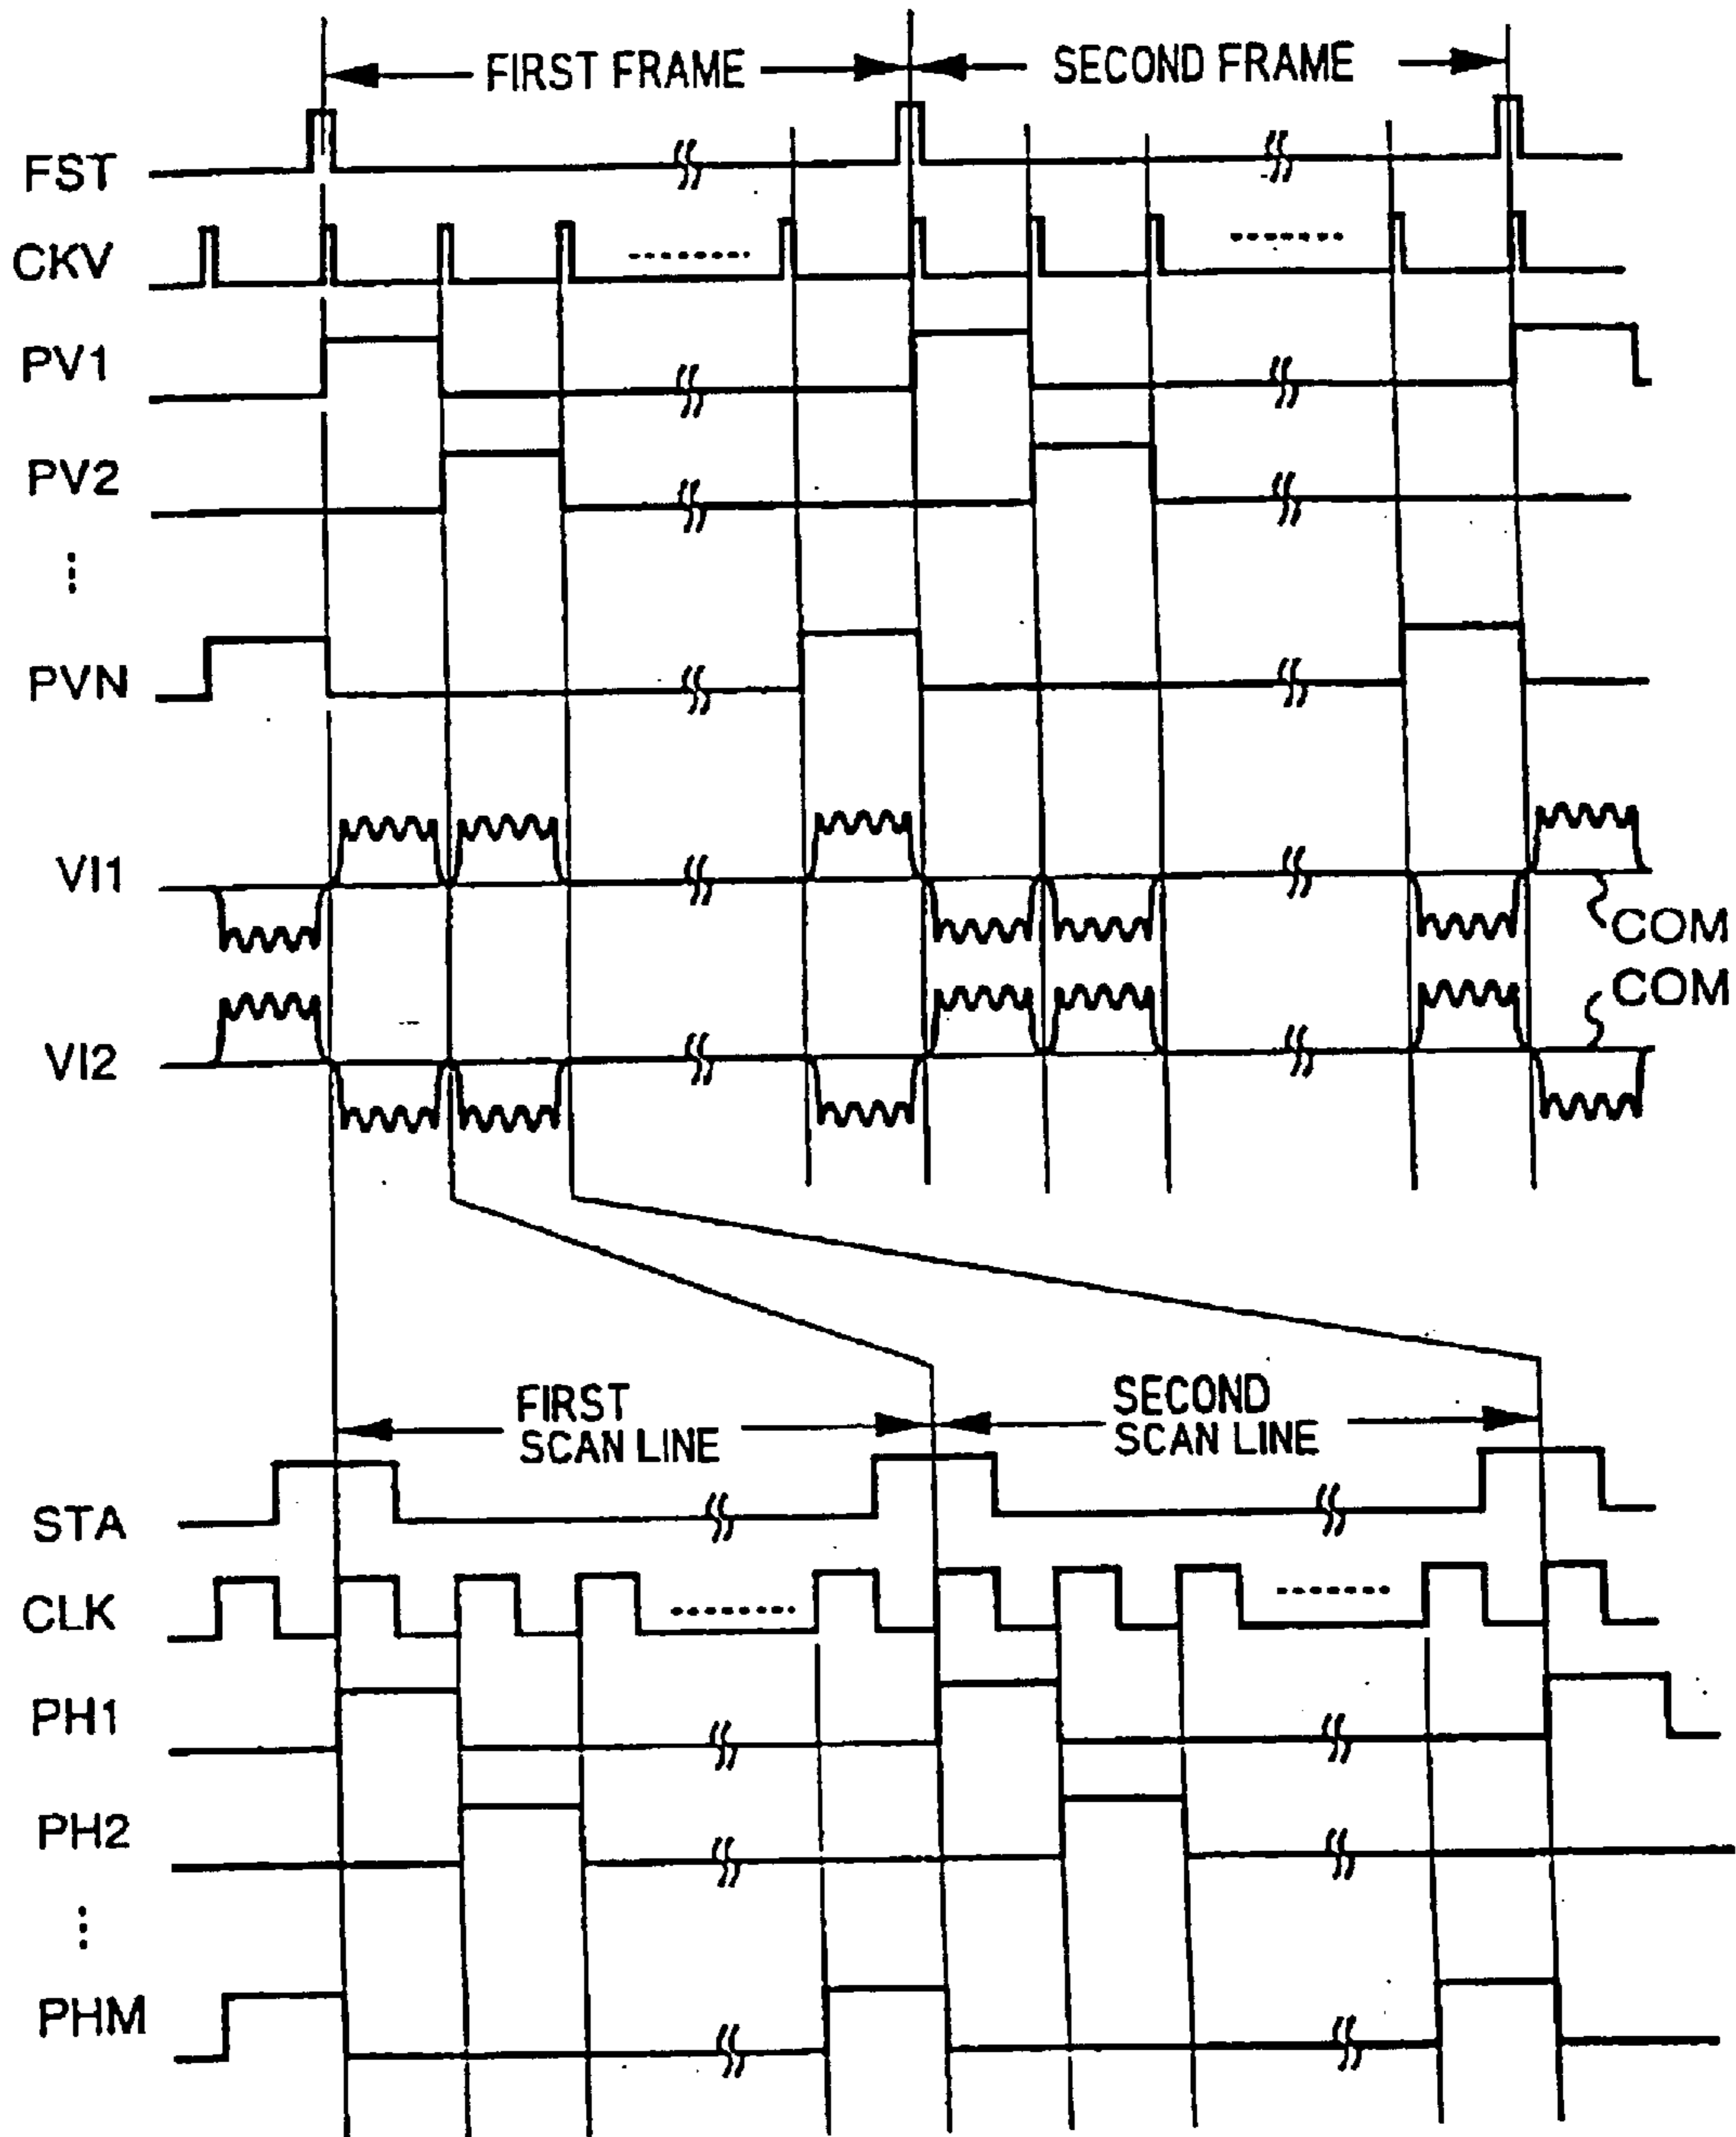 FIRST FRAME
SECOND FRAME
FST
CKV
PV1
PV2
PVN
VI1
COM
COM
VI2
FIRST
SCAN LINE
SECOND
SCAN LINE
STA
CLK
PH1
PH2
PHM